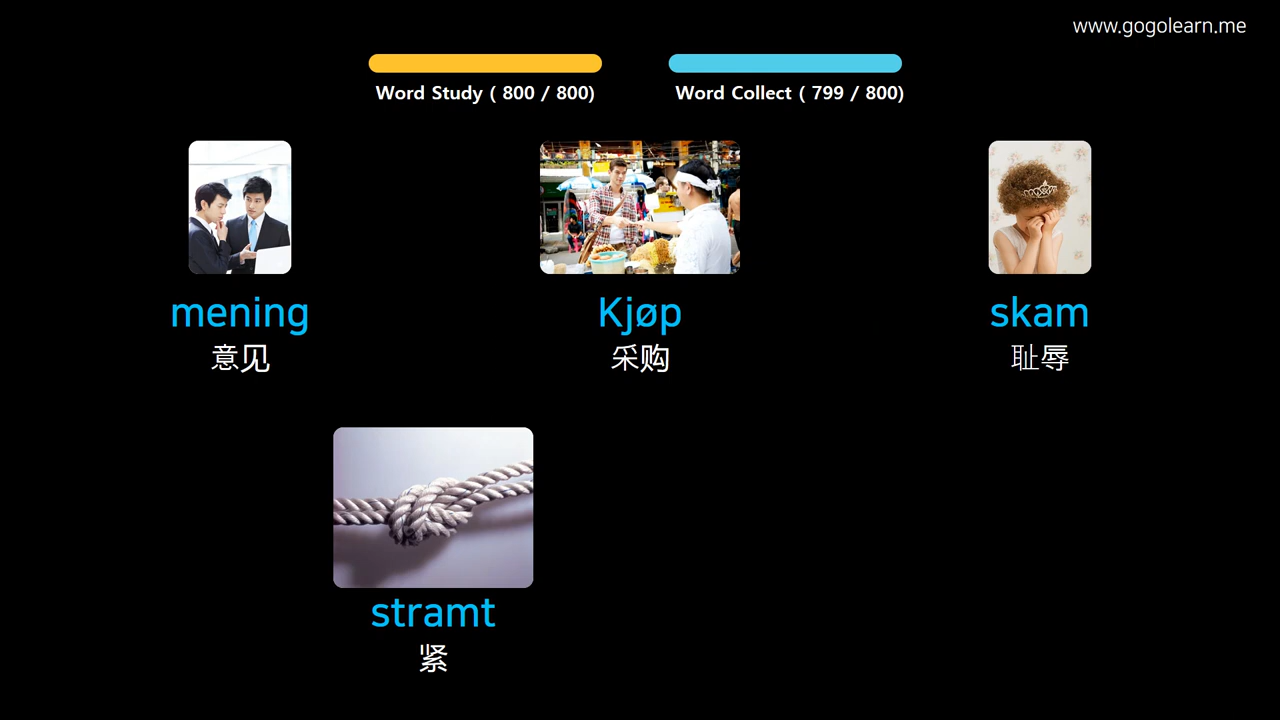 www.gogolearn.me
Word Study ( 800 / 800)
Word Collect ( 799 / 800)
mening
Kjøp
skam
意见
采购
耻辱
stramt
紧